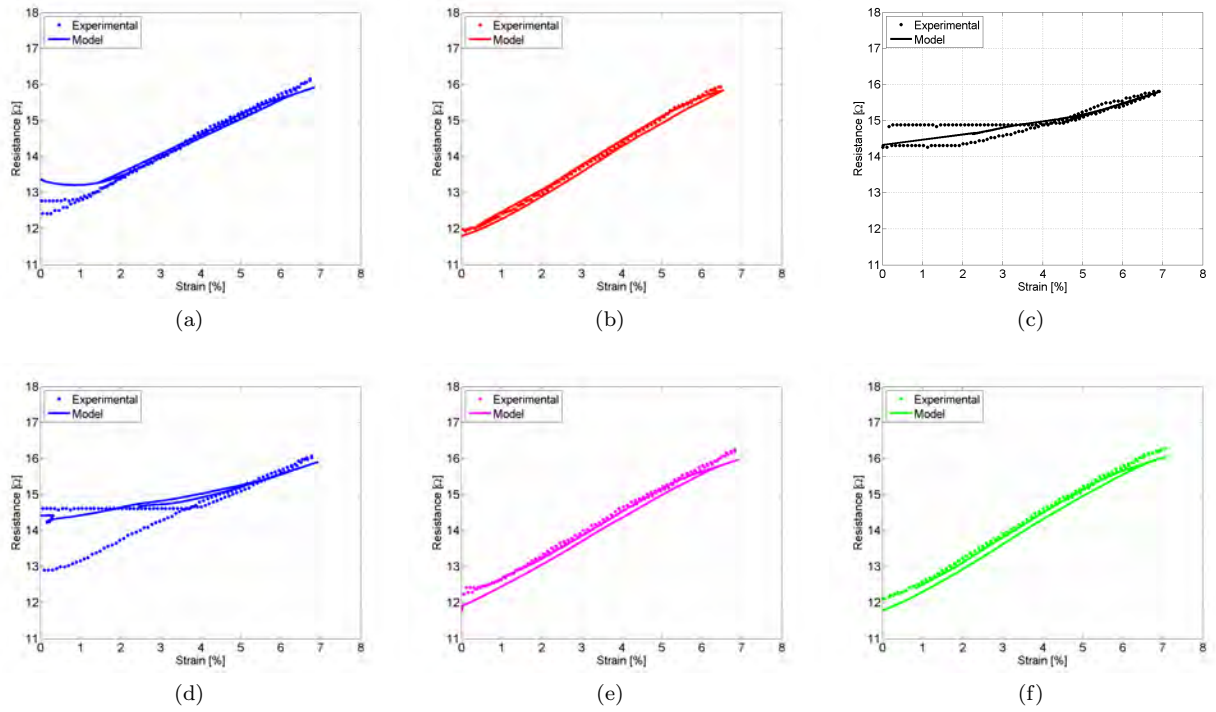 18
17
16
15
14
13
12
11
Resistance [Ω]
Experimental
Model
0 1 2 3 4 5 6 7 8
Strain [%]
(a)
18
17
16
15
14
13
12
11
Resistance [Ω]
Experimental
Model
0 1 2 3 4 5 6 7 8
Strain [%]
(b)
18
17
16
15
14
13
12
11
Resistance [Ω]
Experimental
Model
0 1 2 3 4 5 6 7 8
Strain [%]
(c)
18
17
16
15
14
13
12
11
Resistance [Ω]
Experimental
Model
0 1 2 3 4 5 6 7 8
Strain [%]
(d)
18
17
16
15
14
13
12
11
Resistance [Ω]
Experimental
Model
0 1 2 3 4 5 6 7 8
Strain [%]
(e)
18
17
16
15
14
13
12
11
Resistance [Ω]
Experimental
Model
0 1 2 3 4 5 6 7 8
Strain [%]
(f)